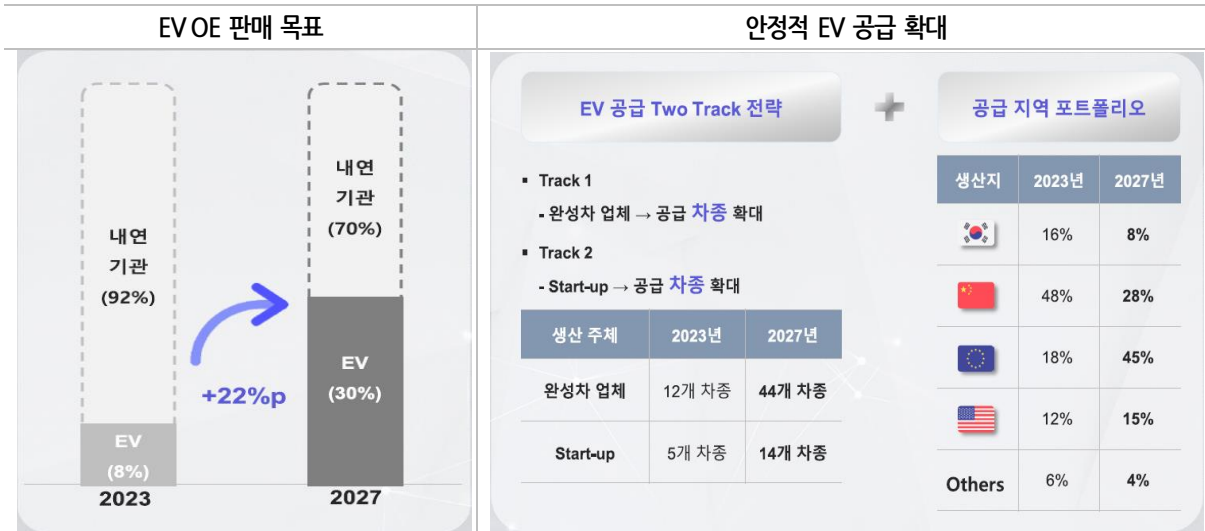 EV OE 판매 목표
안정적 EV 공급 확대
내연
기관
(92%)
EV
(8%)
2023
+22%p
내연
기관
(70%)
EV
(30%)
2027
EV 공급 Two Track 전략
▪ Track 1
- 완성차 업체 → 공급 차종 확대
▪ Track 2
- Start-up → 공급 차종 확대
생산 주체 2023년 2027년
완성차 업체 12개 차종 44개 차종
Start-up 5개 차종 14개 차종
공급 지역 포트폴리오
생산지 2023년 2027년
16% 8%
48% 28%
18% 45%
12% 15%
Others 6% 4%